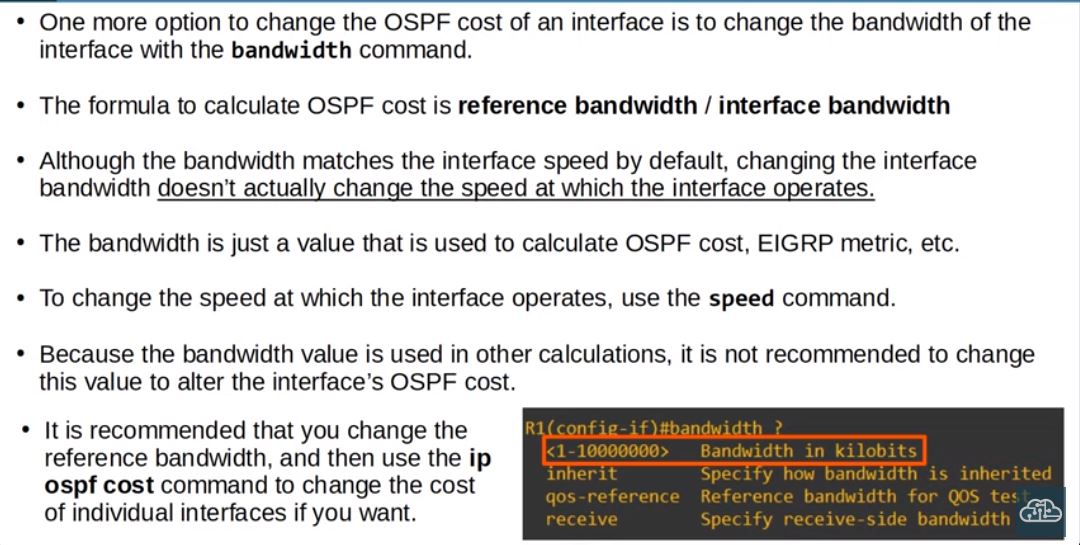 • One more option to change the OSPF cost of an interface is to change the bandwidth of the
interface with the bandwidth command.
• The formula to calculate OSPF cost is reference bandwidth / interface bandwidth
• Although the bandwidth matches the interface speed by default, changing the interface
bandwidth doesn't actually change the speed at which the interface operates.
• The bandwidth is just a value that is used to calculate OSPF cost, EIGRP metric, etc.
• To change the speed at which the interface operates, use the speed command.
• Because the bandwidth value is used in other calculations, it is not recommended to change
this value to alter the interface's OSPF cost.
• It is recommended that you change the
reference bandwidth, and then use the ip
ospf cost command to change the cost
of individual interfaces if you want.
R1(config-if)#bandwidth ?
<1-10000000> Bandwidth in kilobits
inherit Specify how bandwidth is inherited
qos-reference Reference bandwidth for QOS test
receive Specify receive-side bandwidth